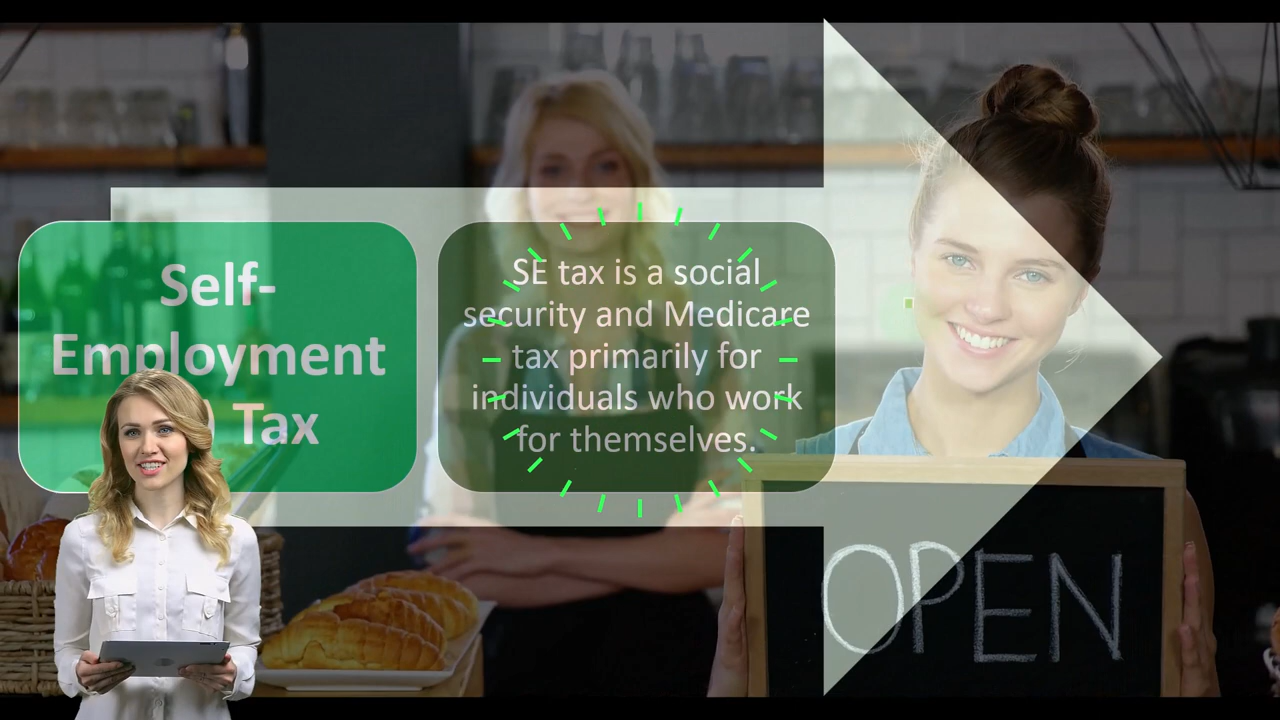 Self-
Employment
Tax
SE tax is a social
security and Medicare
tax primarily for
individuals who work
for themselves.
OPEN